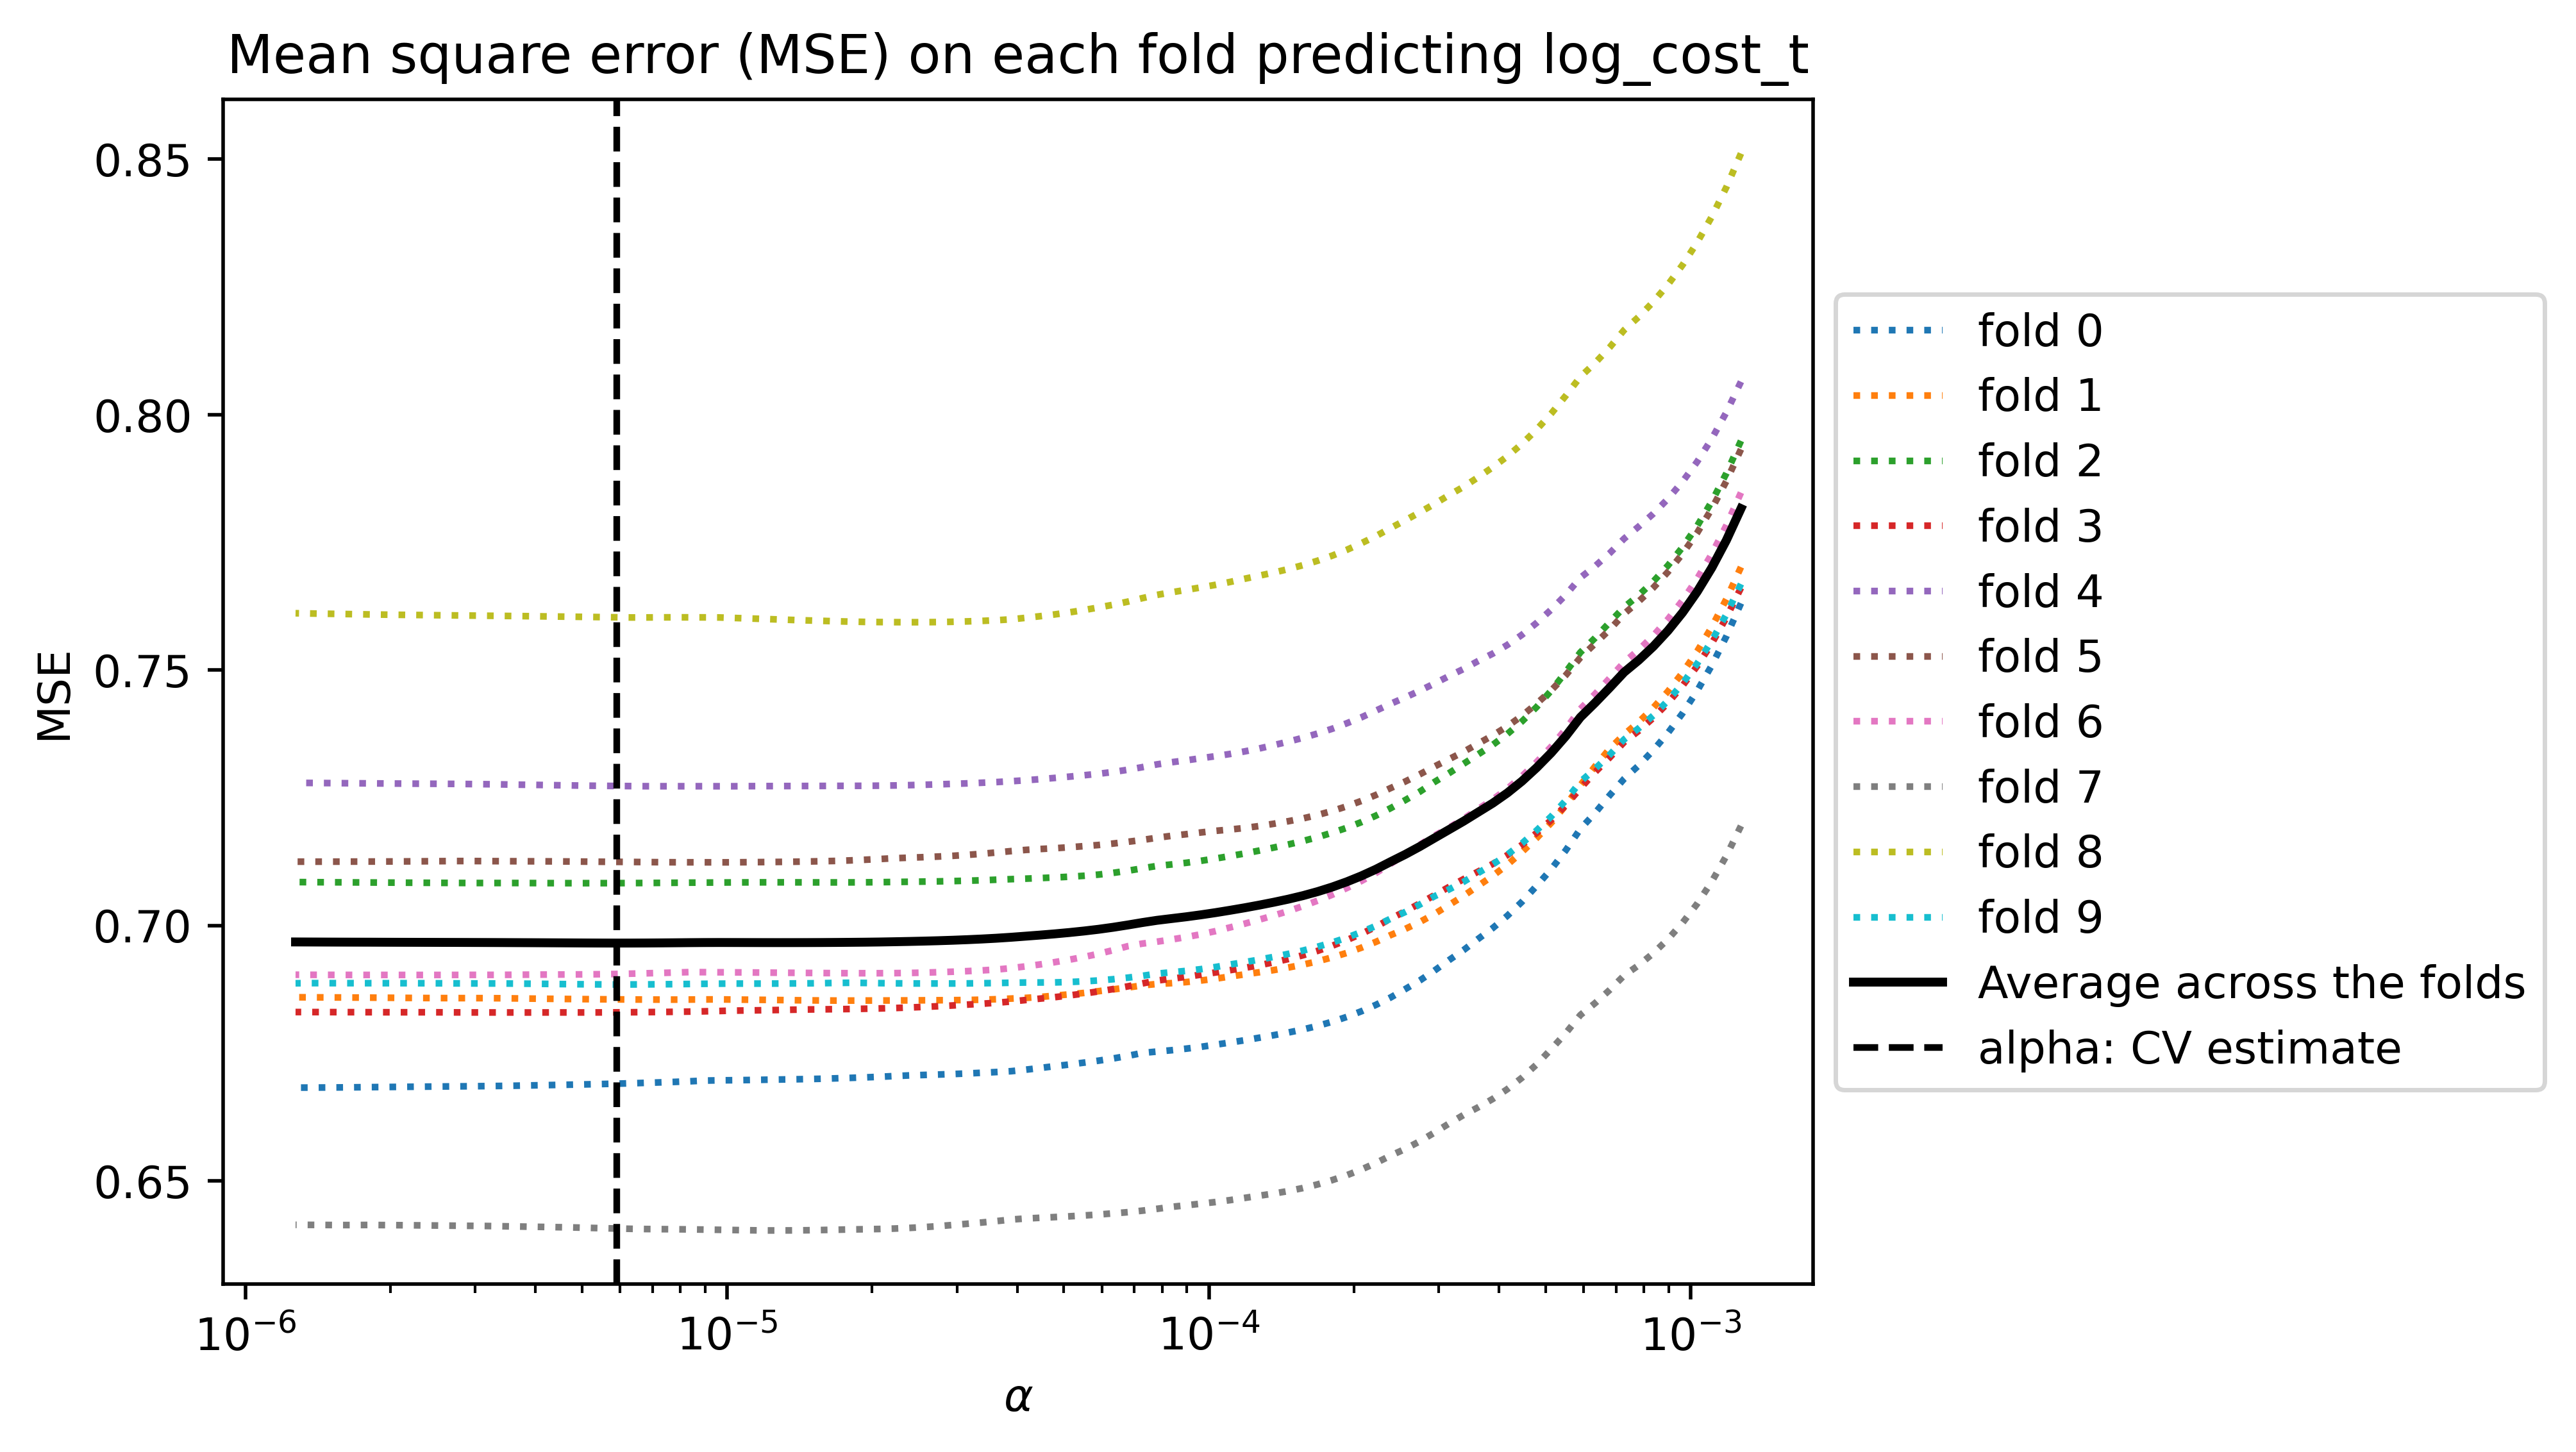 Mean square error (MSE) on each fold predicting log_cost_t
MSE
0.85
0.80
0.75
0.70
0.65
10⁻⁶
10⁻⁵
10⁻⁴
10⁻³
α
fold 0
fold 1
fold 2
fold 3
fold 4
fold 5
fold 6
fold 7
fold 8
fold 9
Average across the folds
alpha: CV estimate